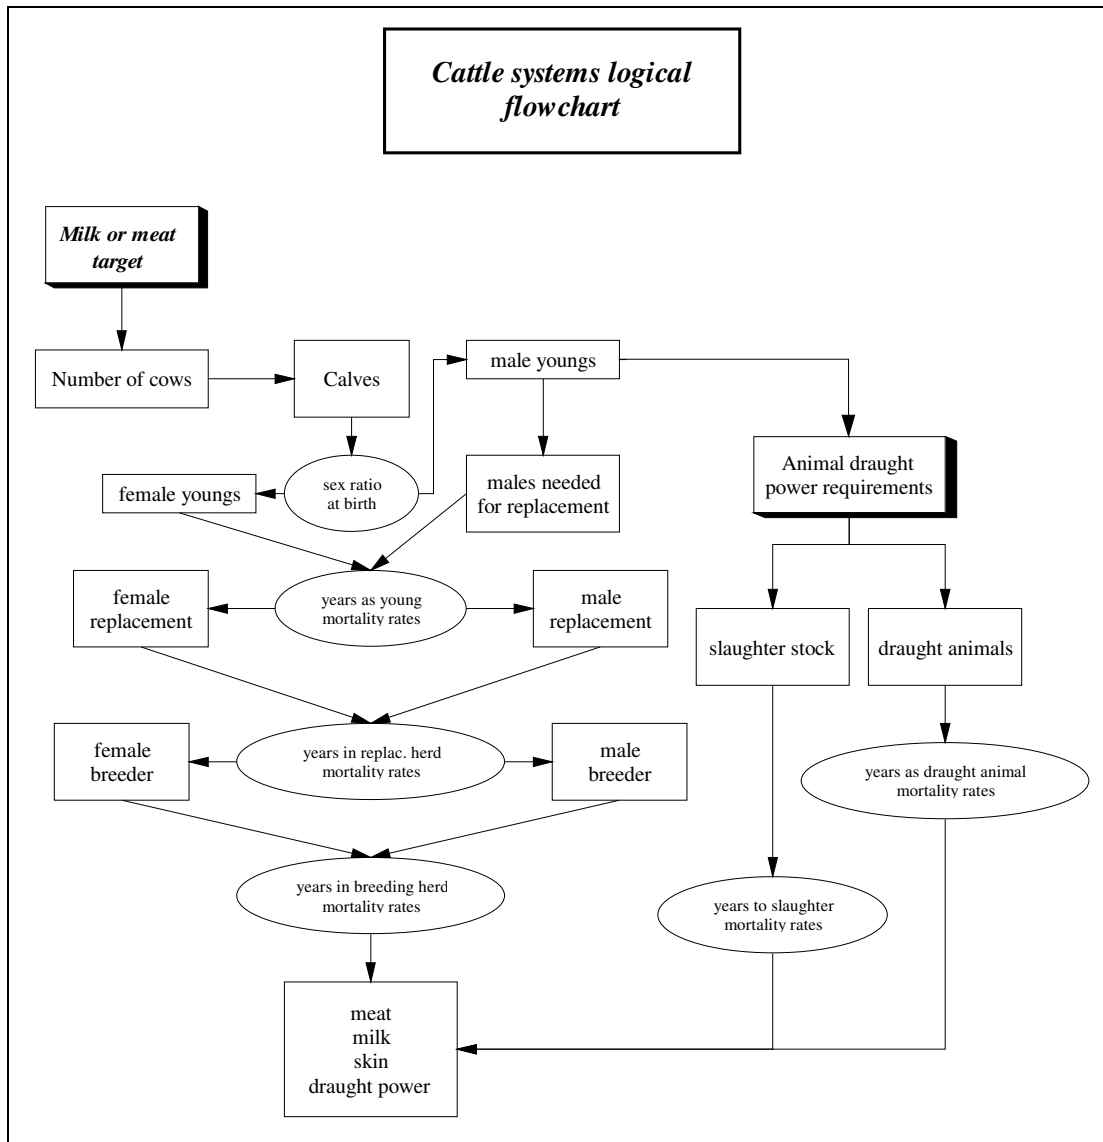 Cattle systems logical
flowchart
Milk or meat
target
Number of cows
Calves
male youngs
female youngs
sex ratio
at birth
males needed
for replacement
Animal draught
power requirements
female
replacement
years as young
mortality rates
male
replacement
slaughter stock
draught animals
female
breeder
years in replac. herd
mortality rates
male
breeder
years as draught animal
mortality rates
years in breeding herd
mortality rates
years to slaughter
mortality rates
meat
milk
skin
draught power